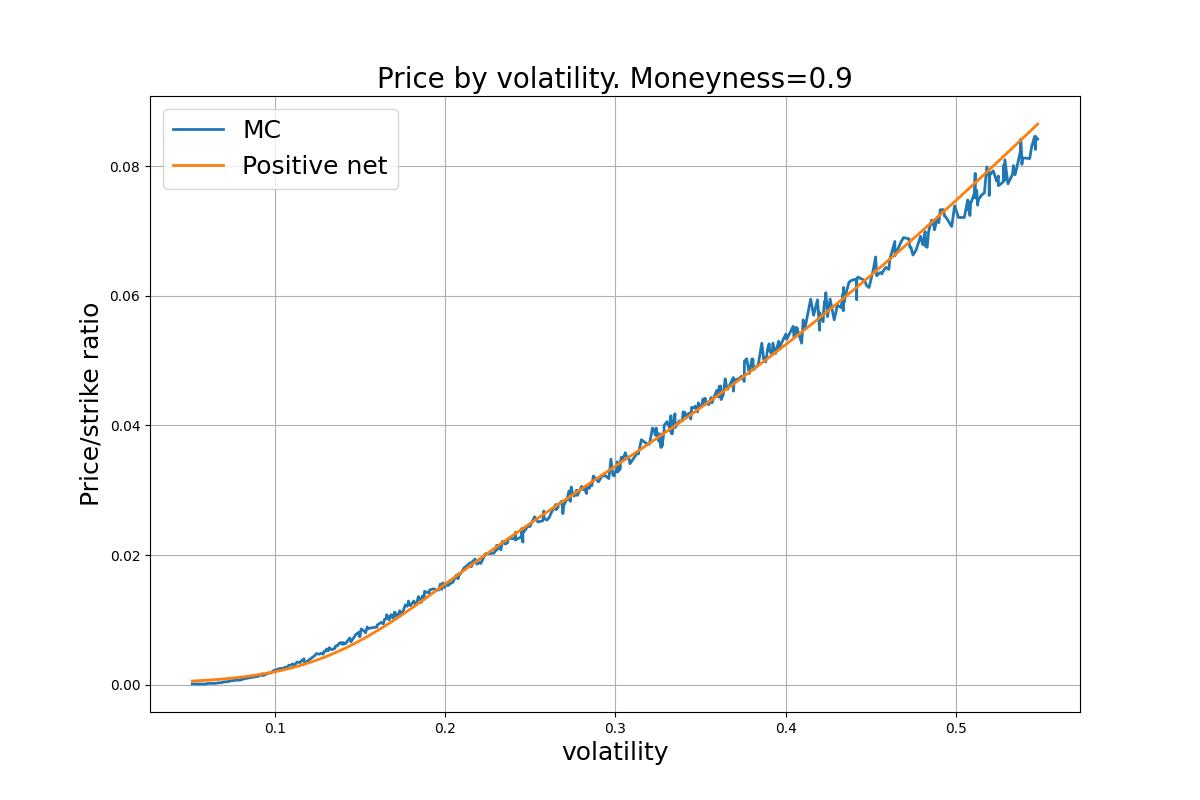 Price by volatility. Moneyness=0.9
MC
Positive net
Price/strike ratio
0.08
0.06
0.04
0.02
0.00
0.1 0.2 0.3 0.4 0.5
volatility